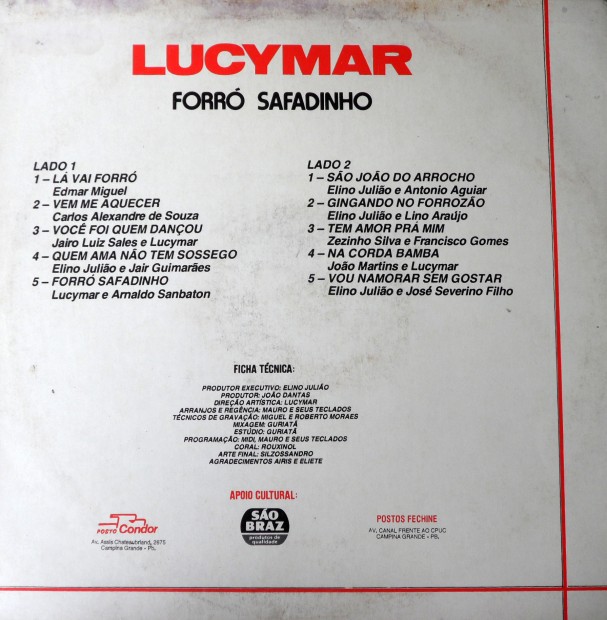 LUCYMAR
FORRÓ SAFADINHO
LADO 1
1 – LÁ VAI FORRÓ
Edmar Miguel
2 – VEM ME AQUECER
Carlos Alexandre de Souza
3 – VOCÊ FOI QUEM DANÇOU
Jairo Luiz Sales e Lucymar
4 – QUEM AMA NÃO TEM SOSSEGO
Elino Julião e Jair Guimarães
5 – FORRÓ SAFADINHO
Lucymar e Arnaldo Sanbaton
LADO 2
1 – SÃO JOÃO DO ARROCHO
Elino Julião e Antonio Aguiar
2 – GINGANDO NO FORROZÃO
Elino Julião e Lino Araújo
3 – TEM AMOR PRÁ MIM
Zezinho Silva e Francisco Gomes
4 – NA CORDA BAMBA
João Martins e Lucymar
5 – VOU NAMORAR SEM GOSTAR
Elino Julião e José Severino Filho
FICHA TÉCNICA:
PRODUTOR EXECUTIVO: ELINO JULIÃO
PRODUTOR: JOÃO DANTAS
DIREÇÃO ARTÍSTICA: LUCYMAR
ARRANJOS E REGÊNCIA: MAURO E SEUS TECLADOS
TÉCNICOS DE GRAVAÇÃO: MIGUEL E ROBERTO MORAES
MIXAGEM: GURIATÃ
ESTÚDIO: GURIATÃ
PROGRAMAÇÃO: MIDI, MAURO E SEUS TECLADOS
CORAL: ROUXINOL
ARTE FINAL: SILZOSSANDRO
AGRADECIMENTOS AIRIS E ELIETE
APOIO CULTURAL:
POSTO Condor
Av. Assis Chateaubriand, 2675
CAMPINA GRANDE - Pb.
SÃO
BRAZ
produtos de
qualidade
POSTOS FECHINE
AV. CANAL FRENTE AO CPUC
CAMPINA GRANDE - PB.